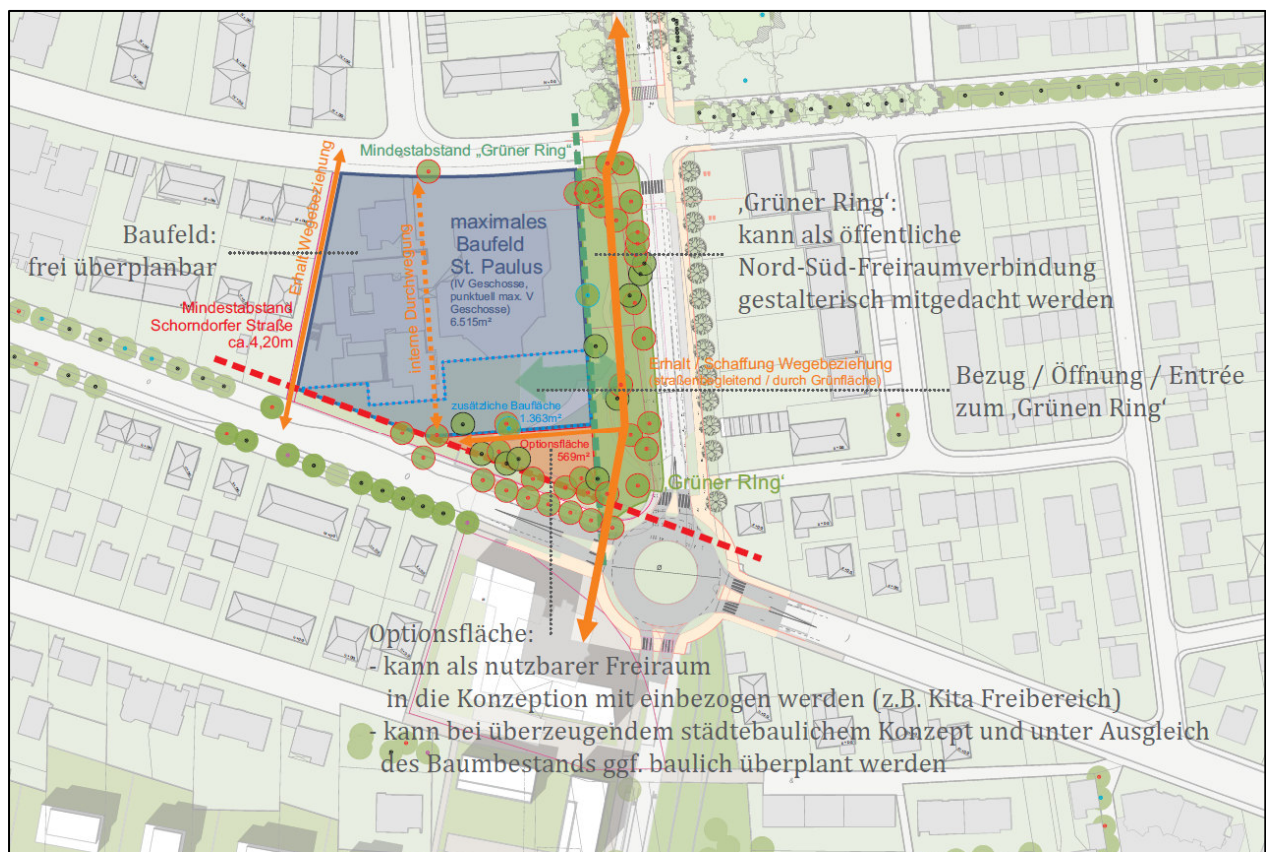 Mindestabstand „Grüner Ring“
Erhalt Wegebeziehung
Baufeld:
frei überplanbar
Mindestabstand
Schorndorfer Straße
ca.4,20m
interne Durchwegung
maximales
Baufeld
St. Paulus
(IV Geschosse,
punktuell max. V
Geschosse)
6.515m²
‚Grüner Ring‘:
kann als öffentliche
Nord-Süd-Freiraumverbindung
gestalterisch mitgedacht werden
Erhalt / Schaffung Wegebeziehung
(straßenbegleitend / durch Grünfläche)
Bezug / Öffnung / Entrée
zum ‚Grünen Ring‘
zusätzliche Baufläche
1.363m²
Optionsfläche
569m²
‚Grüner RIng‘
Optionsfläche:
- kann als nutzbarer Freiraum
in die Konzeption mit einbezogen werden (z.B. Kita Freibereich)
- kann bei überzeugendem städtebaulichem Konzept und unter Ausgleich
des Baumbestands ggf. baulich überplant werden